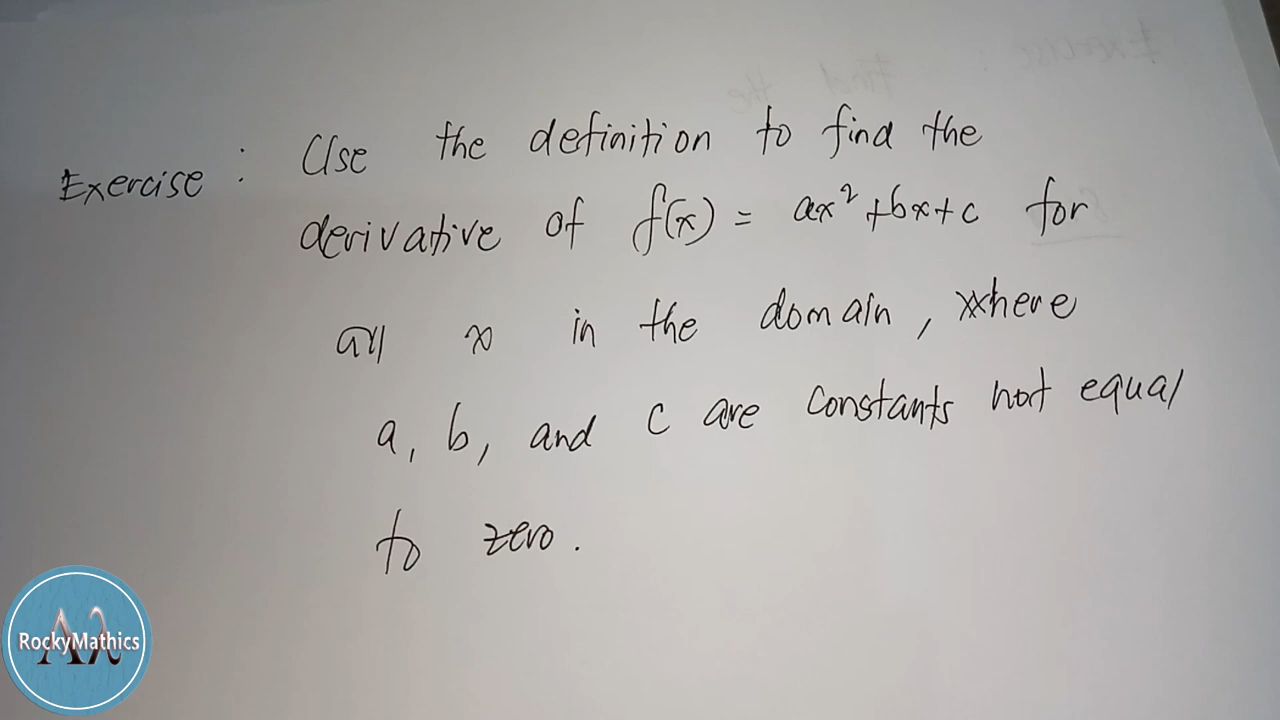 Exercise : Use the definition to find the
derivative of f(x) = ax² + bx + c for
all x in the domain, where
a, b, and c are constants not equal
to zero.
RockyMathics